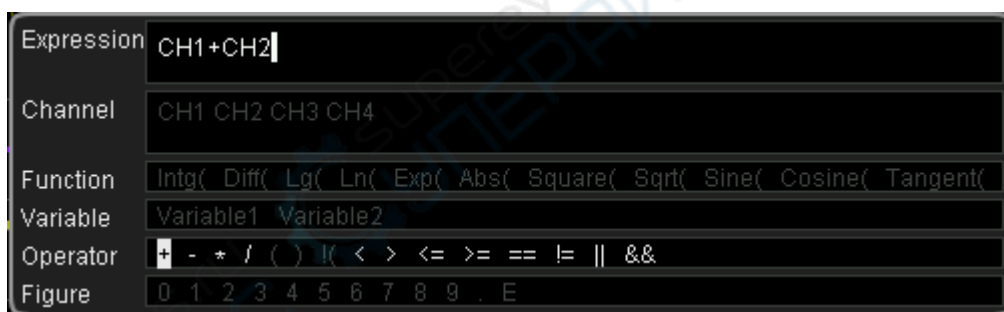 Expression CH1+CH2
Channel CH1 CH2 CH3 CH4
Function Intg( Diff( Lg( Ln( Exp( Abs( Square( Sqrt( Sine( Cosine( Tangent(
Variable Variable1 Variable2
Operator + - * / ( ) !( < > <= >= == != || &&
Figure 0 1 2 3 4 5 6 7 8 9 . E